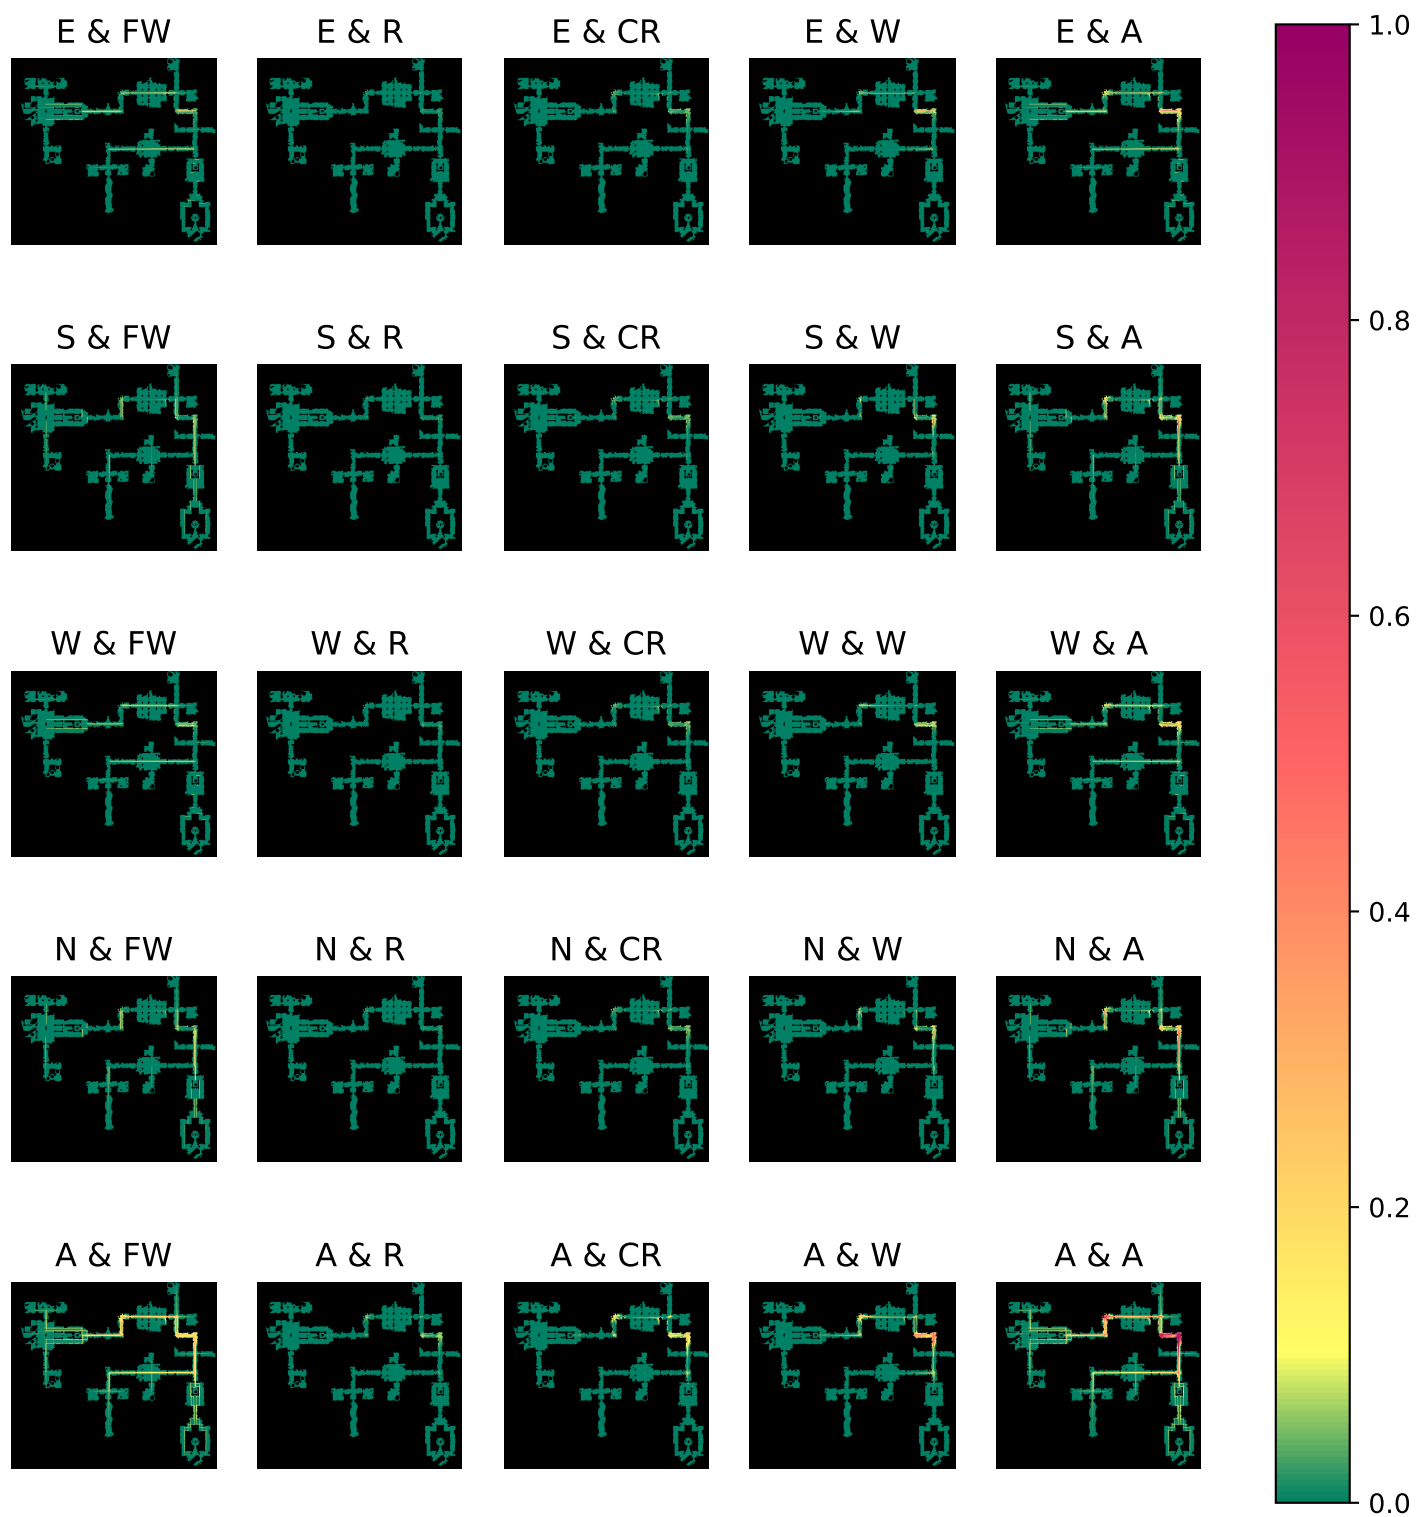 E & FW E & R E & CR E & W E & A
1.0
S & FW S & R S & CR S & W S & A
0.8
W & FW W & R W & CR W & W W & A
0.6
N & FW N & R N & CR N & W N & A
0.4
A & FW A & R A & CR A & W A & A
0.2
0.0